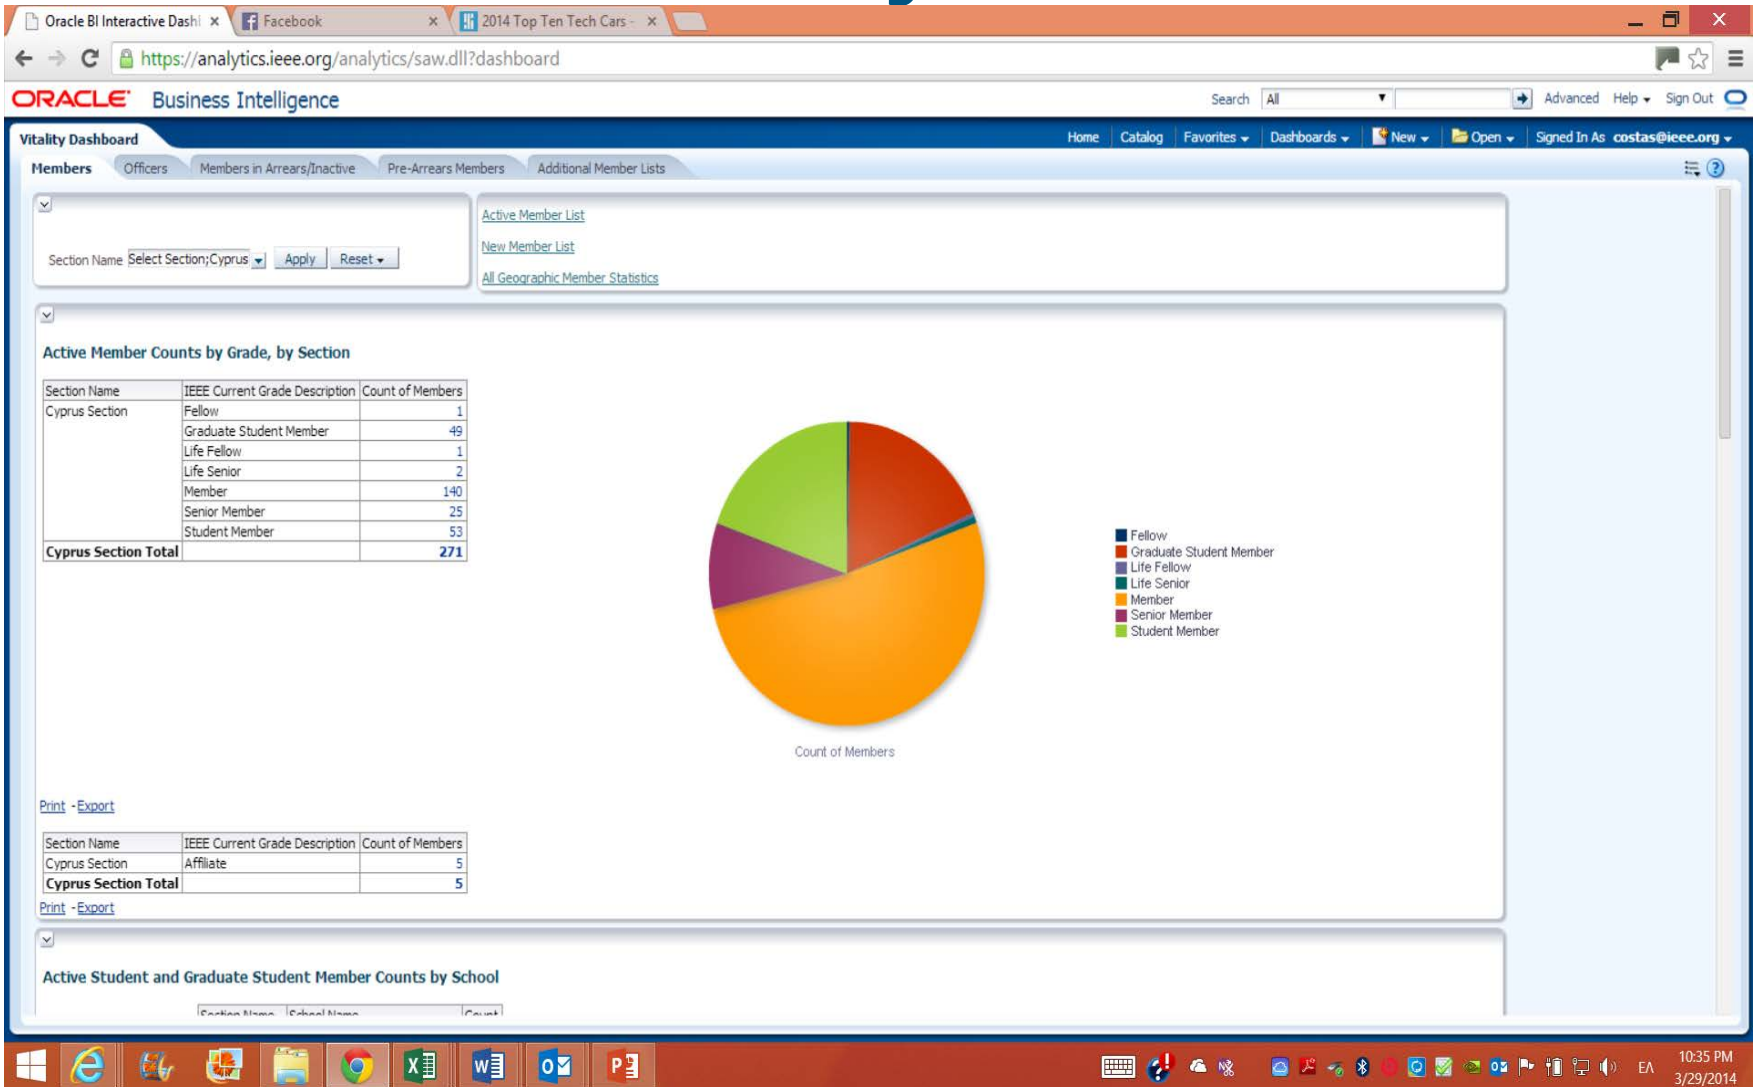 Oracle BI Interactive Dashl
Facebook
2014 Top Ten Tech Cars -
https://analytics.ieee.org/analytics/saw.dll?dashboard
ORACLE Business Intelligence
Search All Advanced Help Sign Out
Vitality Dashboard
Home Catalog Favorites Dashboards New Open Signed In As costas@ieee.org
Members Officers Members in Arrears/Inactive Pre-Arrears Members Additional Member Lists
Section Name Select Section;Cyprus Apply Reset
Active Member List
New Member List
All Geographic Member Statistics
Active Member Counts by Grade, by Section
Section Name IEEE Current Grade Description Count of Members
Cyprus Section Fellow 1
Graduate Student Member 49
Life Fellow 1
Life Senior 2
Member 140
Senior Member 25
Student Member 53
Cyprus Section Total 271
Fellow
Graduate Student Member
Life Fellow
Life Senior
Member
Senior Member
Student Member
Count of Members
Print - Export
Section Name IEEE Current Grade Description Count of Members
Cyprus Section Affiliate 5
Cyprus Section Total 5
Print - Export
Active Student and Graduate Student Member Counts by School
Section Name School Name Count
ΕΛ
10:35 PM
3/29/2014